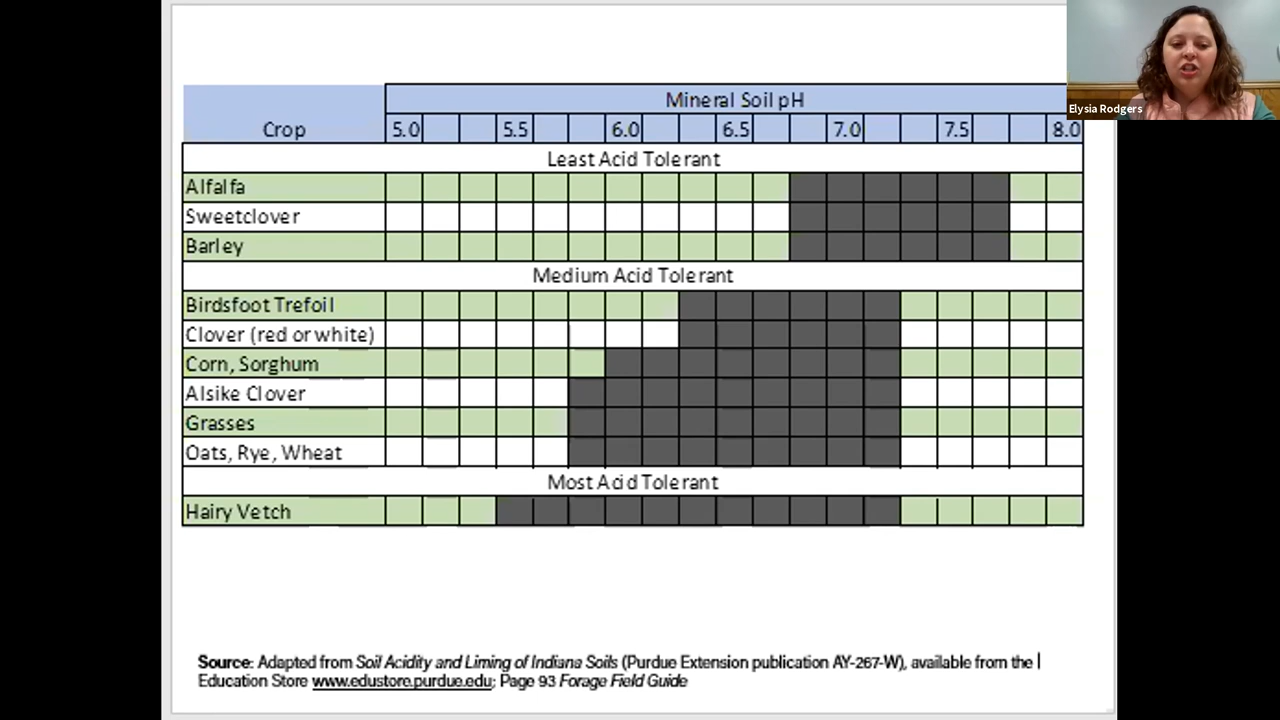 Elysia Rodgers
Mineral Soil pH
Crop 5.0 5.5 6.0 6.5 7.0 7.5 8.0
Least Acid Tolerant
Alfalfa
Sweetclover
Barley
Medium Acid Tolerant
Birdsfoot Trefoil
Clover (red or white)
Corn, Sorghum
Alsike Clover
Grasses
Oats, Rye, Wheat
Most Acid Tolerant
Hairy Vetch
Source: Adapted from Soil Acidity and Liming of Indiana Soils (Purdue Extension publication AY-267-W), available from the
Education Store www.edustore.purdue.edu; Page 93 Forage Field Guide